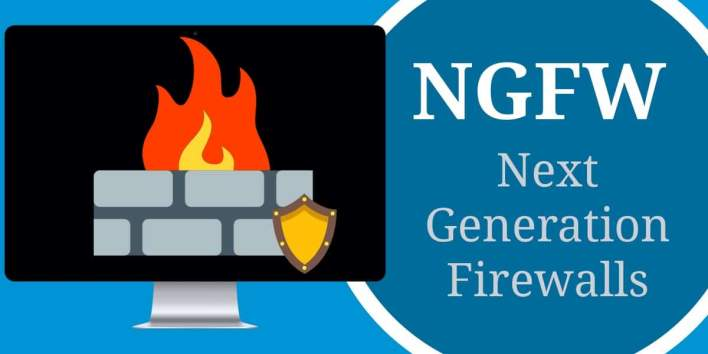 NGFW
Next
Generation
Firewalls